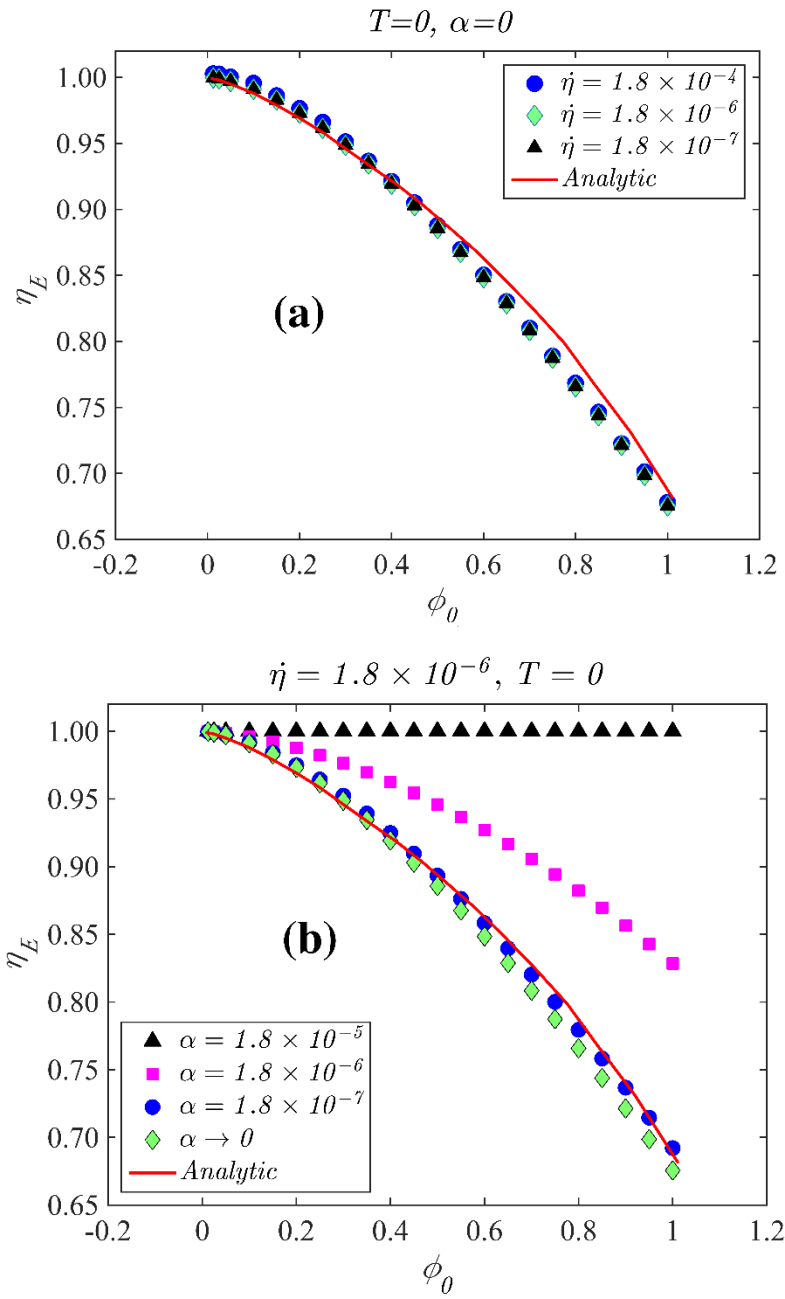 T=0, α=0
1.00
0.95
0.90
0.85
0.80
0.75
0.70
0.65
η_E
η̇ = 1.8 × 10⁻⁴
η̇ = 1.8 × 10⁻⁶
η̇ = 1.8 × 10⁻⁷
Analytic
(a)
-0.2 0 0.2 0.4 0.6 0.8 1 1.2
ϕ₀
η̇ = 1.8 × 10⁻⁶, T = 0
1.00
0.95
0.90
0.85
0.80
0.75
0.70
0.65
η_E
(b)
α = 1.8 × 10⁻⁵
α = 1.8 × 10⁻⁶
α = 1.8 × 10⁻⁷
α → 0
Analytic
-0.2 0 0.2 0.4 0.6 0.8 1 1.2
ϕ₀